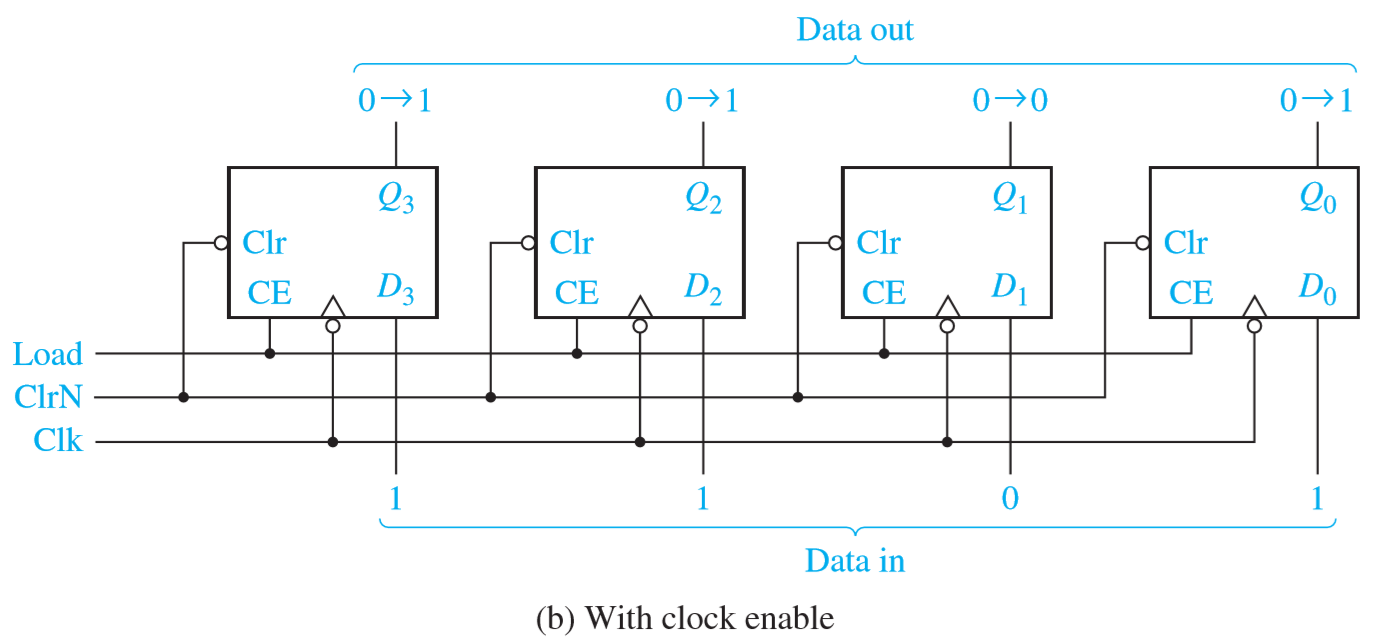 Data out
0→1 0→1 0→0 0→1
Q₃ Q₂ Q₁ Q₀
Clr Clr Clr Clr
CE D₃ CE D₂ CE D₁ CE D₀
Load
ClrN
Clk
1 1 0 1
Data in
(b) With clock enable